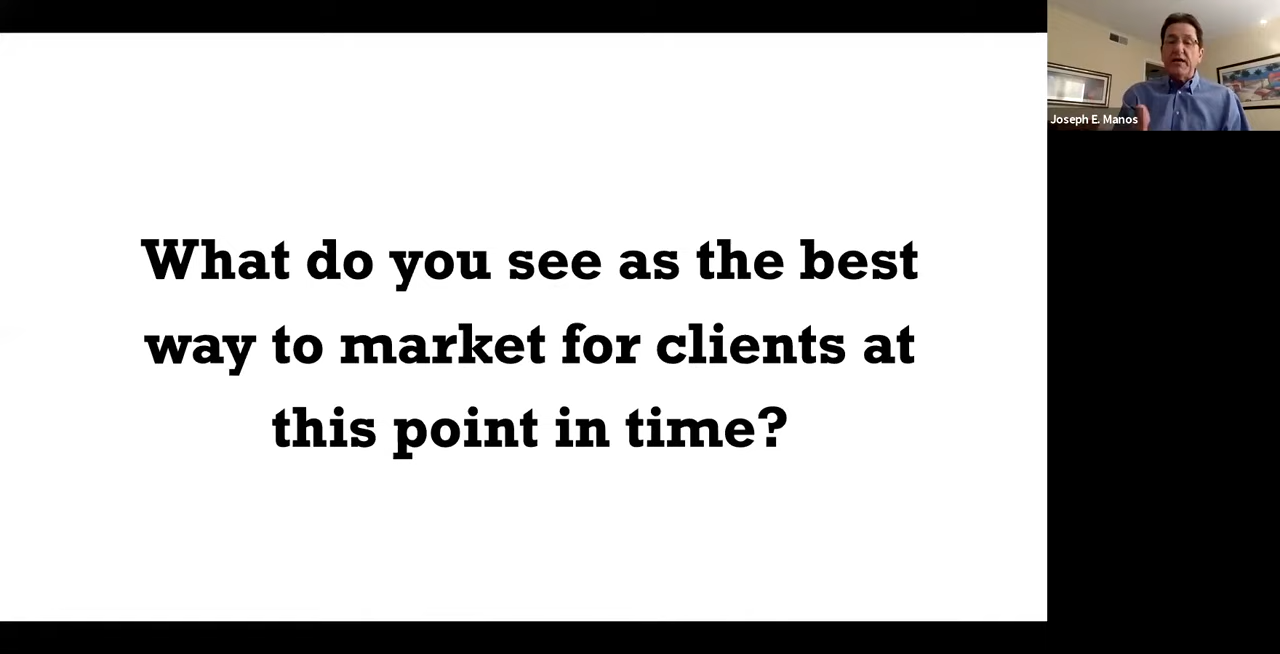 What do you see as the best
way to market for clients at
this point in time?
Joseph E. Manos